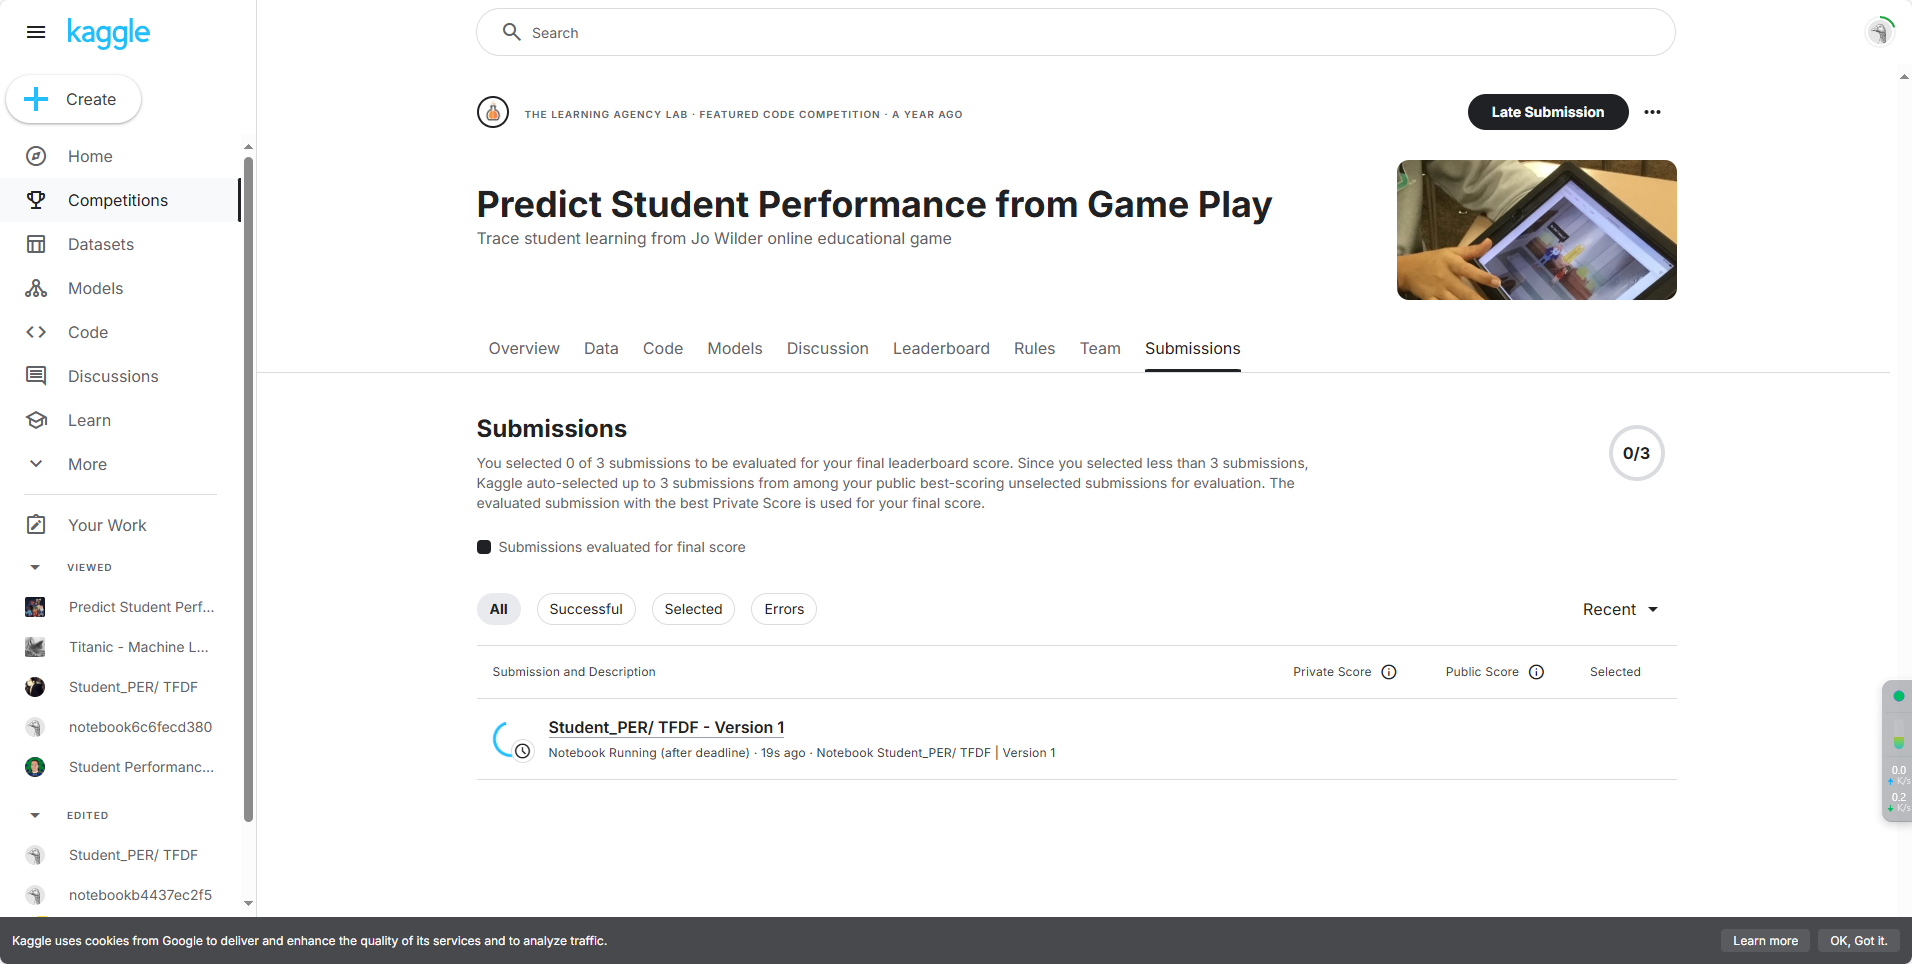 kaggle
Search
Create
Home
Competitions
Datasets
Models
Code
Discussions
Learn
More
Your Work
VIEWED
Predict Student Perf...
Titanic - Machine L...
Student_PER/ TFDF
notebook6c6fecd380
Student Performanc...
EDITED
Student_PER/ TFDF
notebookb4437ec2f5
THE LEARNING AGENCY LAB · FEATURED CODE COMPETITION · A YEAR AGO
Late Submission
Predict Student Performance from Game Play
Trace student learning from Jo Wilder online educational game
Overview Data Code Models Discussion Leaderboard Rules Team Submissions
Submissions
You selected 0 of 3 submissions to be evaluated for your final leaderboard score. Since you selected less than 3 submissions,
Kaggle auto-selected up to 3 submissions from among your public best-scoring unselected submissions for evaluation. The
evaluated submission with the best Private Score is used for your final score.
0/3
Submissions evaluated for final score
All Successful Selected Errors Recent
Submission and Description Private Score Public Score Selected
Student_PER/ TFDF - Version 1
Notebook Running (after deadline) · 19s ago · Notebook Student_PER/ TFDF | Version 1
0.0
K/s
0.2
K/s
Kaggle uses cookies from Google to deliver and enhance the quality of its services and to analyze traffic.
Learn more OK, Got it.